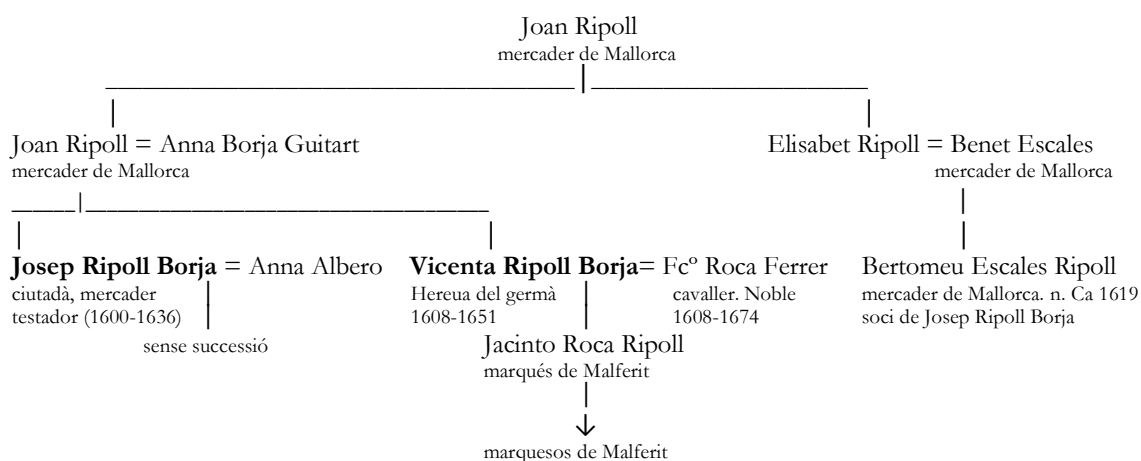 Joan Ripoll
mercader de Mallorca
Joan Ripoll = Anna Borja Guitart
Elisabet Ripoll = Benet Escales
mercader de Mallorca
mercader de Mallorca
Josep Ripoll Borja = Anna Albero
Vicenta Ripoll Borja= Fcº Roca Ferrer
Bertomeu Escales Ripoll
ciutadà, mercader
Hereua del germà
cavaller. Noble
mercader de Mallorca. n. Ca 1619
testador (1600-1636)
1608-1651
1608-1674
soci de Josep Ripoll Borja
sense successió
Jacinto Roca Ripoll
marqués de Malferit
marquesos de Malferit